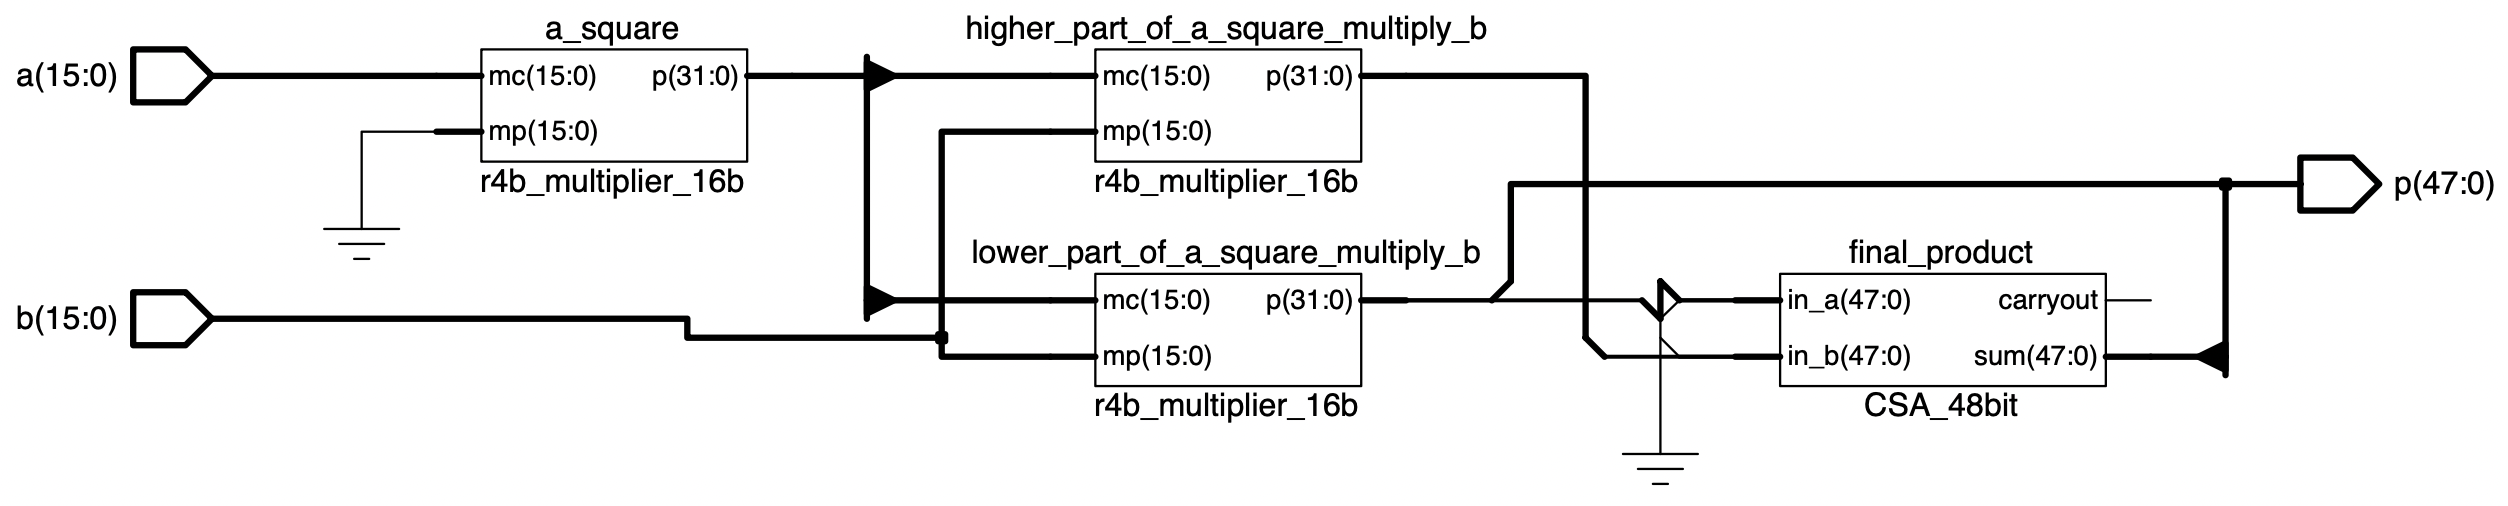 a_square
higher_part_of_a_square_multiply_b
a(15:0)
mc(15:0)
p(31:0)
mp(15:0)
r4b_multiplier_16b
mc(15:0)
p(31:0)
mp(15:0)
r4b_multiplier_16b
p(47:0)
lower_part_of_a_square_multiply_b
final_product
b(15:0)
mc(15:0)
p(31:0)
mp(15:0)
r4b_multiplier_16b
in_a(47:0)
carryout
in_b(47:0)
sum(47:0)
CSA_48bit